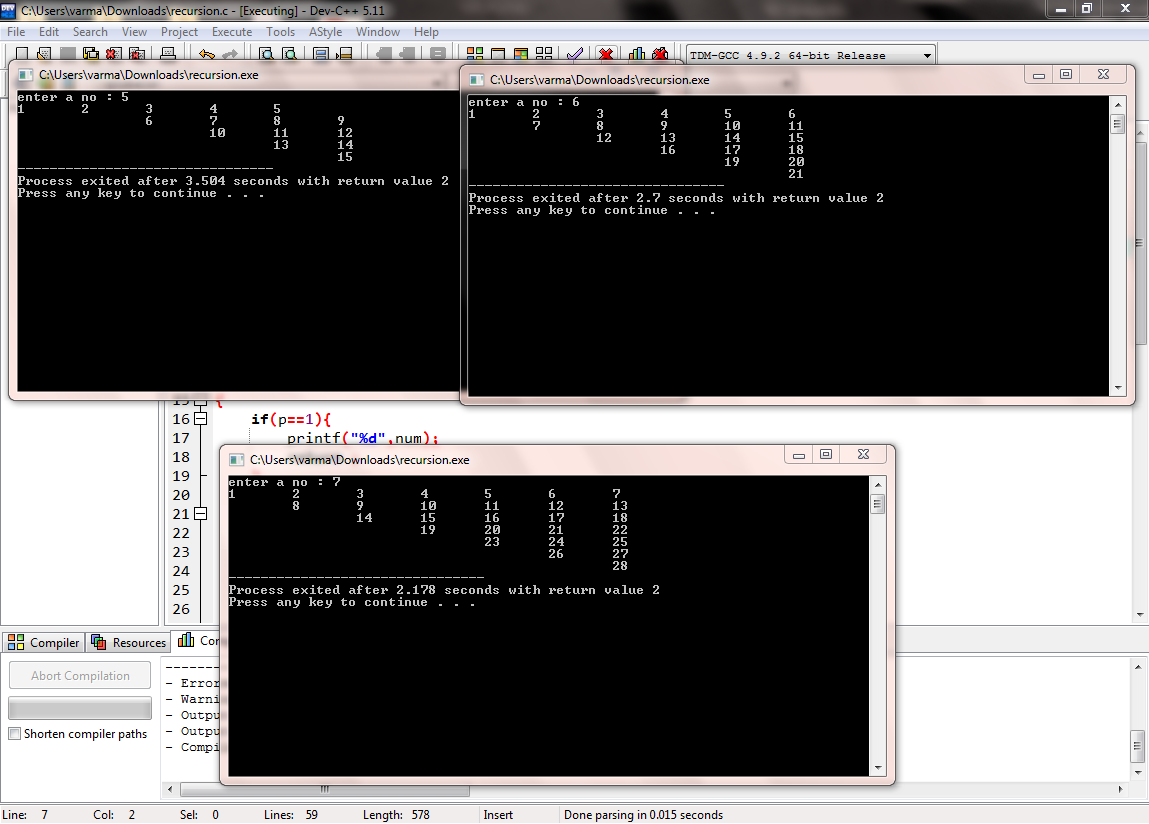 C:\Users\varma\Downloads\recursion.c - [Executing] - Dev-C++ 5.11
File Edit Search View Project Execute Tools AStyle Window Help
TDM-GCC 4.9.2 64-bit Release
C:\Users\varma\Downloads\recursion.exe
enter a no : 5
1 2 3 4 5
6 7 8 9
10 11 12
13 14
15
--------------------------------
Process exited after 3.504 seconds with return value 2
Press any key to continue . . .
C:\Users\varma\Downloads\recursion.exe
enter a no : 6
1 2 3 4 5 6
7 8 9 10 11
12 13 14 15
16 17 18
19 20
21
--------------------------------
Process exited after 2.7 seconds with return value 2
Press any key to continue . . .
15 {
16 if(p==1){
17 printf("%d",num);
18
19
20
21
22
23
24
25
26
C:\Users\varma\Downloads\recursion.exe
enter a no : 7
1 2 3 4 5 6 7
8 9 10 11 12 13
14 15 16 17 18
19 20 21 22
23 24 25
26 27
28
--------------------------------
Process exited after 2.178 seconds with return value 2
Press any key to continue . . .
Compiler Resources Con
Abort Compilation
Shorten compiler paths
--------
- Error
- Warni
- Outpu
- Outpu
- Compi
Line: 7 Col: 2 Sel: 0 Lines: 59 Length: 578 Insert Done parsing in 0.015 seconds